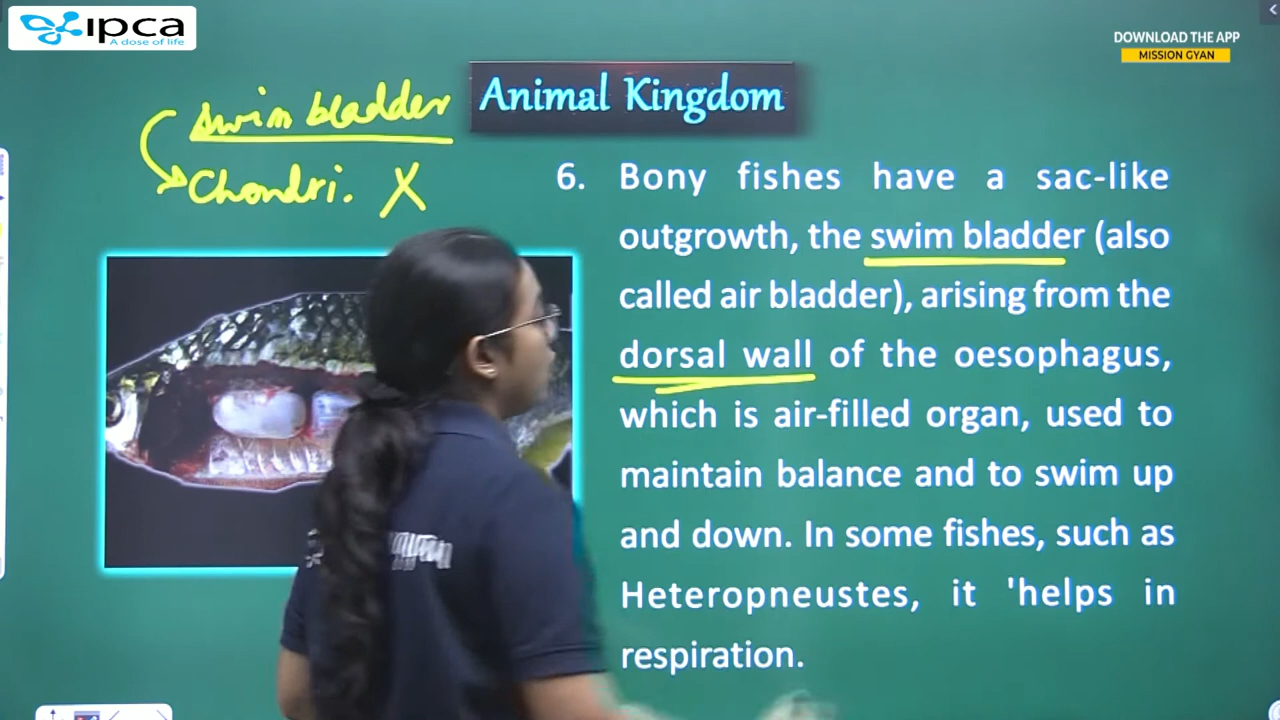 ipca
A dose of life
DOWNLOAD THE APP
MISSION GYAN
Animal Kingdom
Swim bladder
Chondri. X
6. Bony fishes have a sac-like
outgrowth, the swim bladder (also
called air bladder), arising from the
dorsal wall of the oesophagus,
which is air-filled organ, used to
maintain balance and to swim up
and down. In some fishes, such as
Heteropneustes, it 'helps in
respiration.